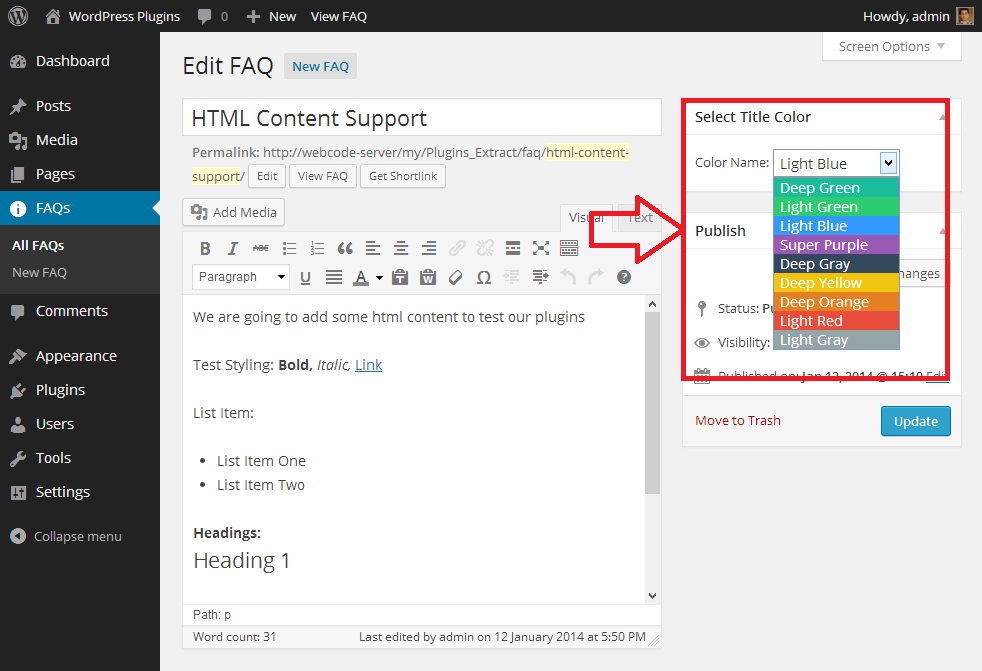 WordPress Plugins 0 New View FAQ Howdy, admin
Screen Options
Dashboard
Posts
Media
Pages
FAQs
All FAQs
New FAQ
Comments
Appearance
Plugins
Users
Tools
Settings
Collapse menu
Edit FAQ New FAQ
HTML Content Support
Permalink: http://webcode-server/my/Plugins_Extract/faq/html-content-
support/ Edit View FAQ Get Shortlink
Add Media
Visual Text
B I ABC
Paragraph U A T W Ω ?
We are going to add some html content to test our plugins
Test Styling: Bold, Italic, Link
List Item:
• List Item One
• List Item Two
Headings:
Heading 1
Path: p
Word count: 31 Last edited by admin on 12 January 2014 at 5:50 PM
Select Title Color
Color Name: Light Blue
Deep Green
Light Green
Light Blue
Super Purple
Deep Gray
Deep Yellow
Deep Orange
Light Red
Light Gray
Publish
hanges
Status:
Visibility:
Published on: Jan 12, 2014 @ 15:10 Edit
Move to Trash Update